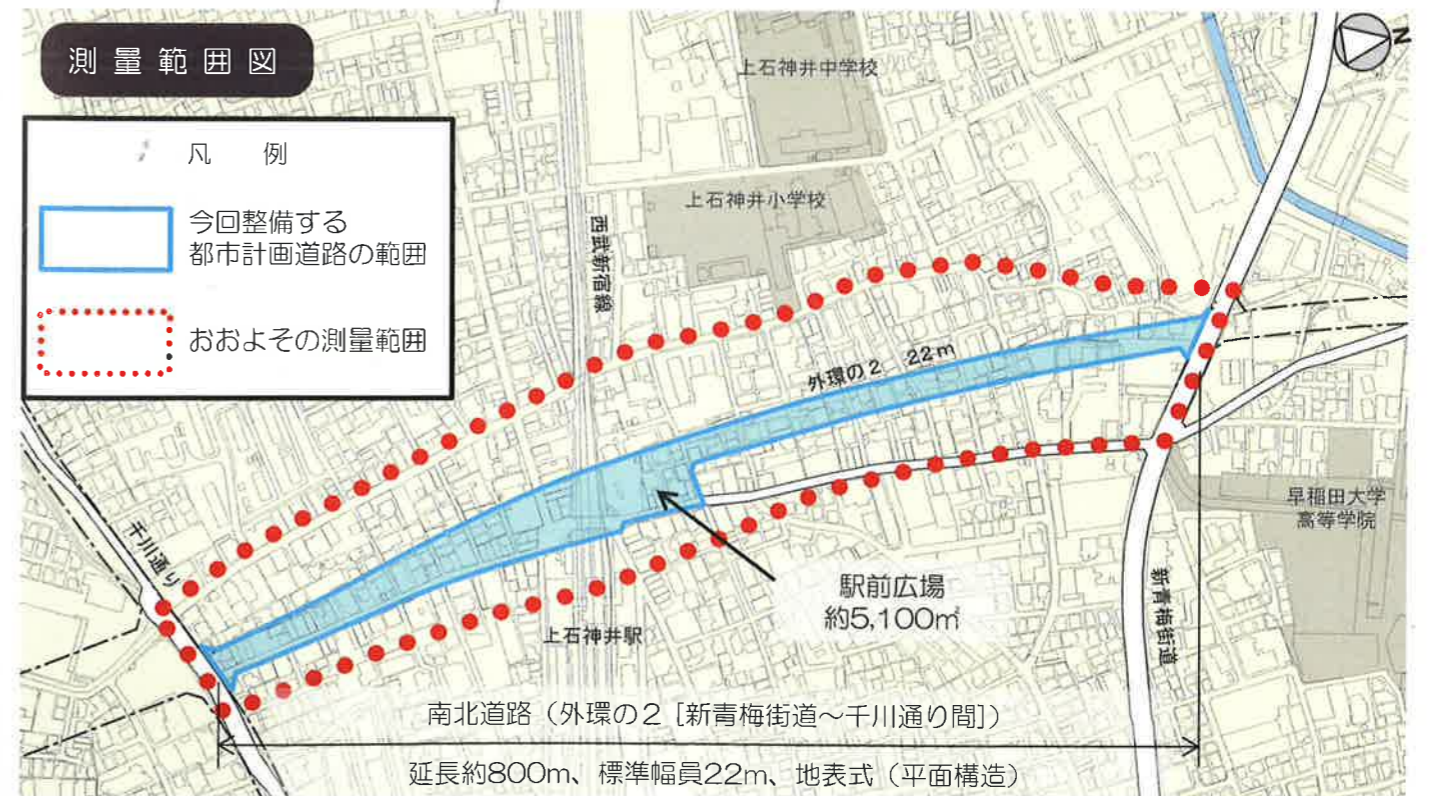 測量範囲図
N
凡 例
今回整備する
都市計画道路の範囲
おおよその測量範囲
上石神井中学校
上石神井小学校
西武新宿線
外環の2 22m
早稲田大学
高等学院
千川通り
駅前広場
約5,100㎡
上石神井駅
新青梅街道
南北道路（外環の2［新青梅街道～千川通り間］）
延長約800m、標準幅員22m、地表式（平面構造）